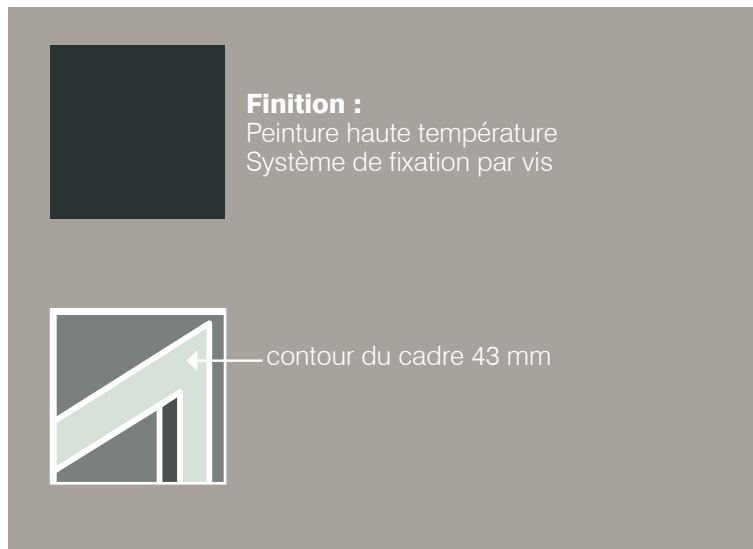 Finition :
Peinture haute température
Système de fixation par vis
contour du cadre 43 mm